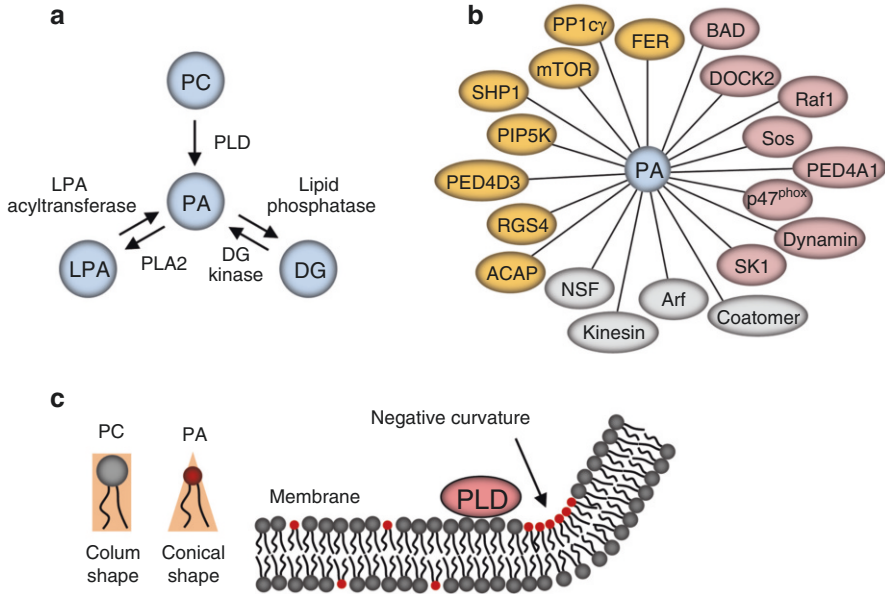 a
PC
PLD
LPA
acyltransferase
Lipid
phosphatase
PA
PLA2
DG
kinase
LPA
DG
b
PP1cγ
FER
BAD
mTOR
DOCK2
SHP1
Raf1
PIP5K
Sos
PED4D3
PA
PED4A1
p47phox
RGS4
Dynamin
ACAP
SK1
NSF
Arf
Coatomer
Kinesin
c
PC
PA
Negative curvature
Membrane
PLD
Colum
shape
Conical
shape